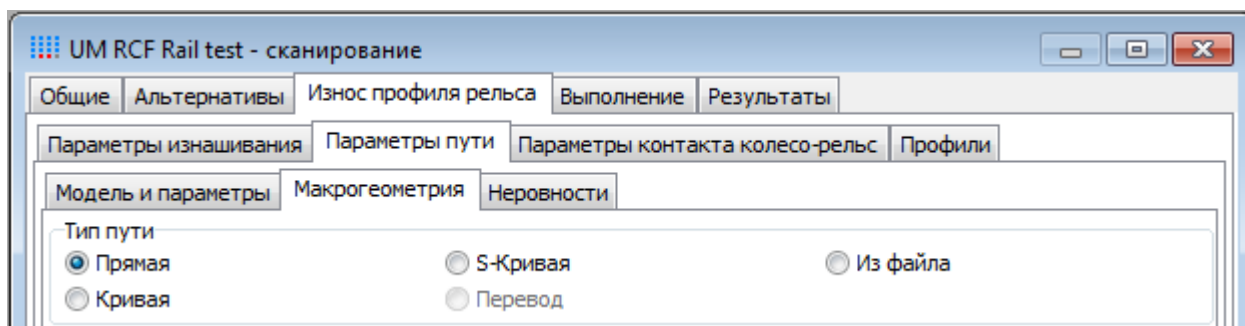 UM RCF Rail test - сканирование
Общие Альтернативы Износ профиля рельса Выполнение Результаты
Параметры изнашивания Параметры пути Параметры контакта колесо-рельс Профили
Модель и параметры Макрогеометрия Неровности
Тип пути
Прямая S-Кривая Из файла
Кривая Перевод